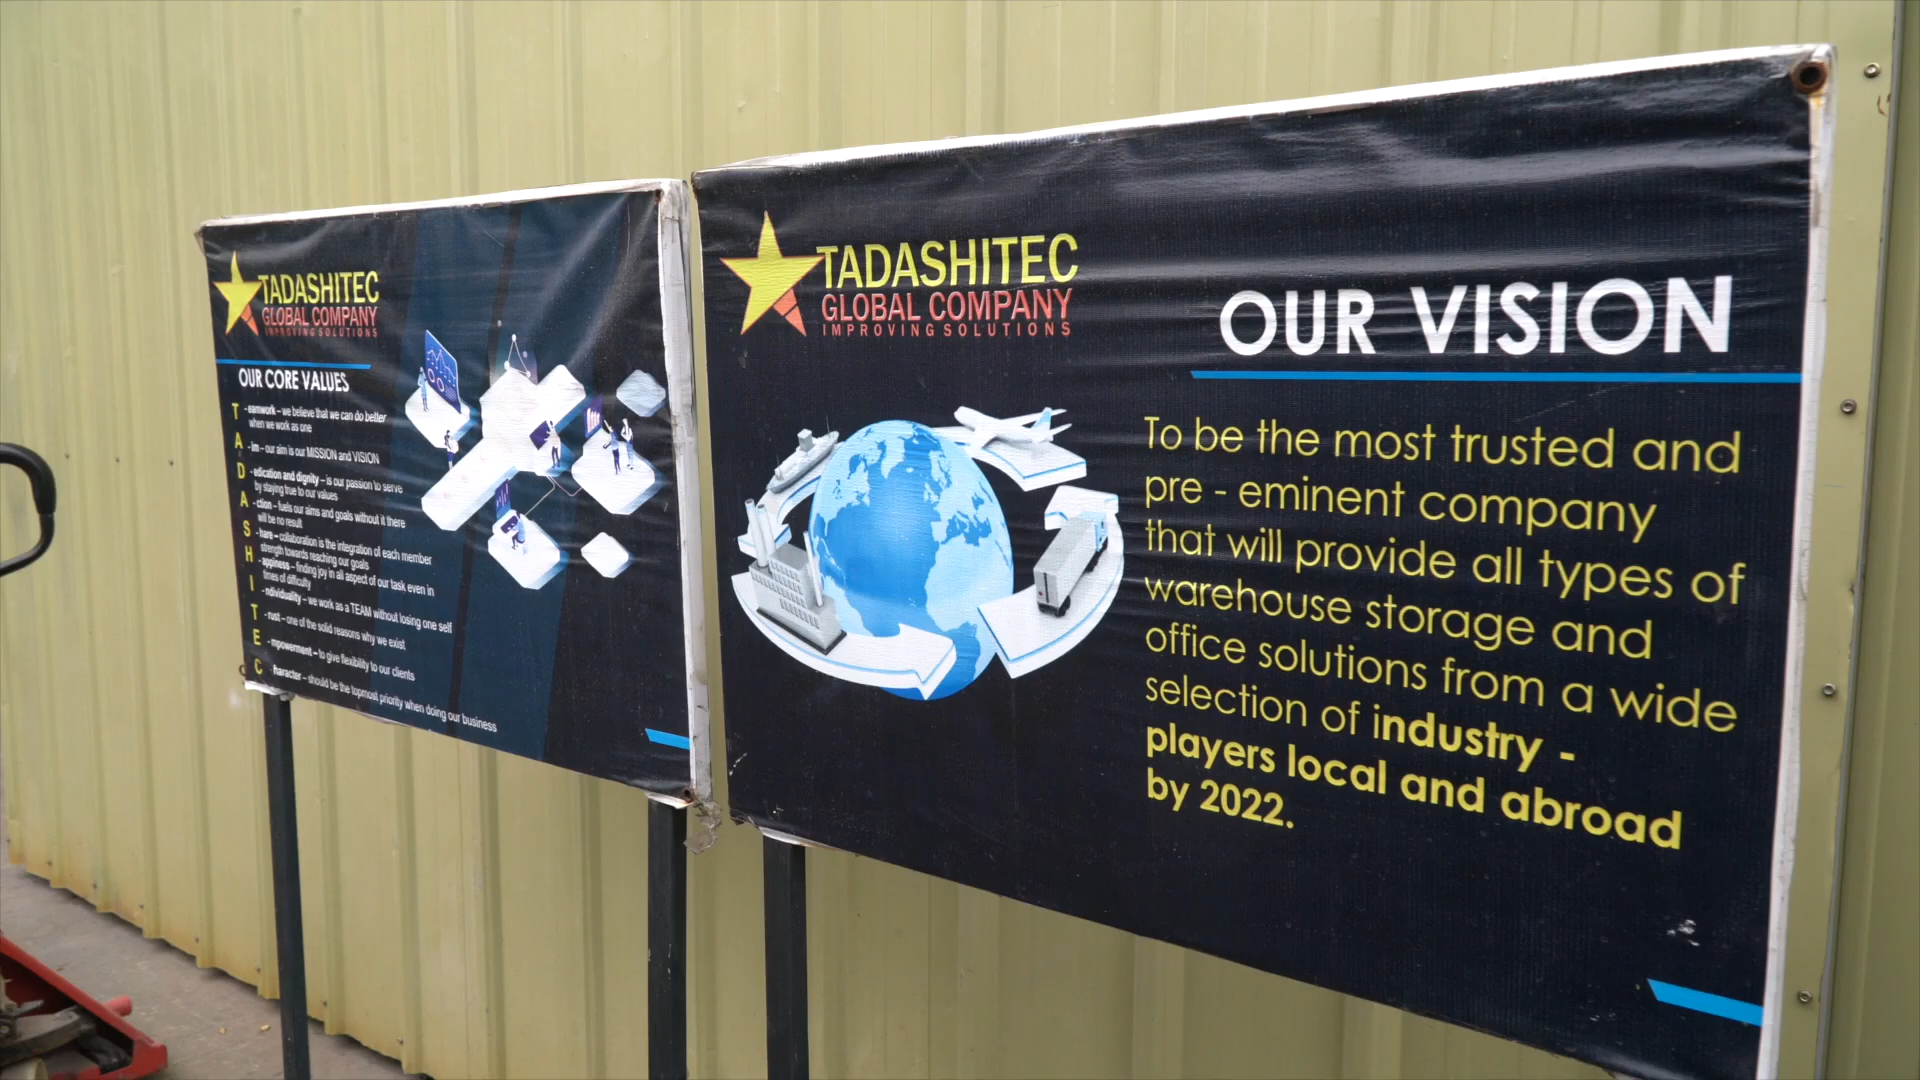 TADASHITEC
GLOBAL COMPANY
IMPROVING SOLUTIONS
OUR CORE VALUES
T - eamwork – we believe that we can do better
when we work as one
A - im – our aim is our MISSION and VISION
D - edication and dignity – is our passion to serve
by staying true to our values
A - ction – fuels our aims and goals without it there
will be no result
S - hare – collaboration is the integration of each member
strength towards reaching our goals
H - appiness – finding joy in all aspect of our task even in
times of difficulty
I - ndividuality – we work as a TEAM without losing one self
T - rust – one of the solid reasons why we exist
E - mpowerment – to give flexibility to our clients
C - haracter – should be the topmost priority when doing our business
TADASHITEC
GLOBAL COMPANY
IMPROVING SOLUTIONS
OUR VISION
To be the most trusted and
pre - eminent company
that will provide all types of
warehouse storage and
office solutions from a wide
selection of industry -
players local and abroad
by 2022.